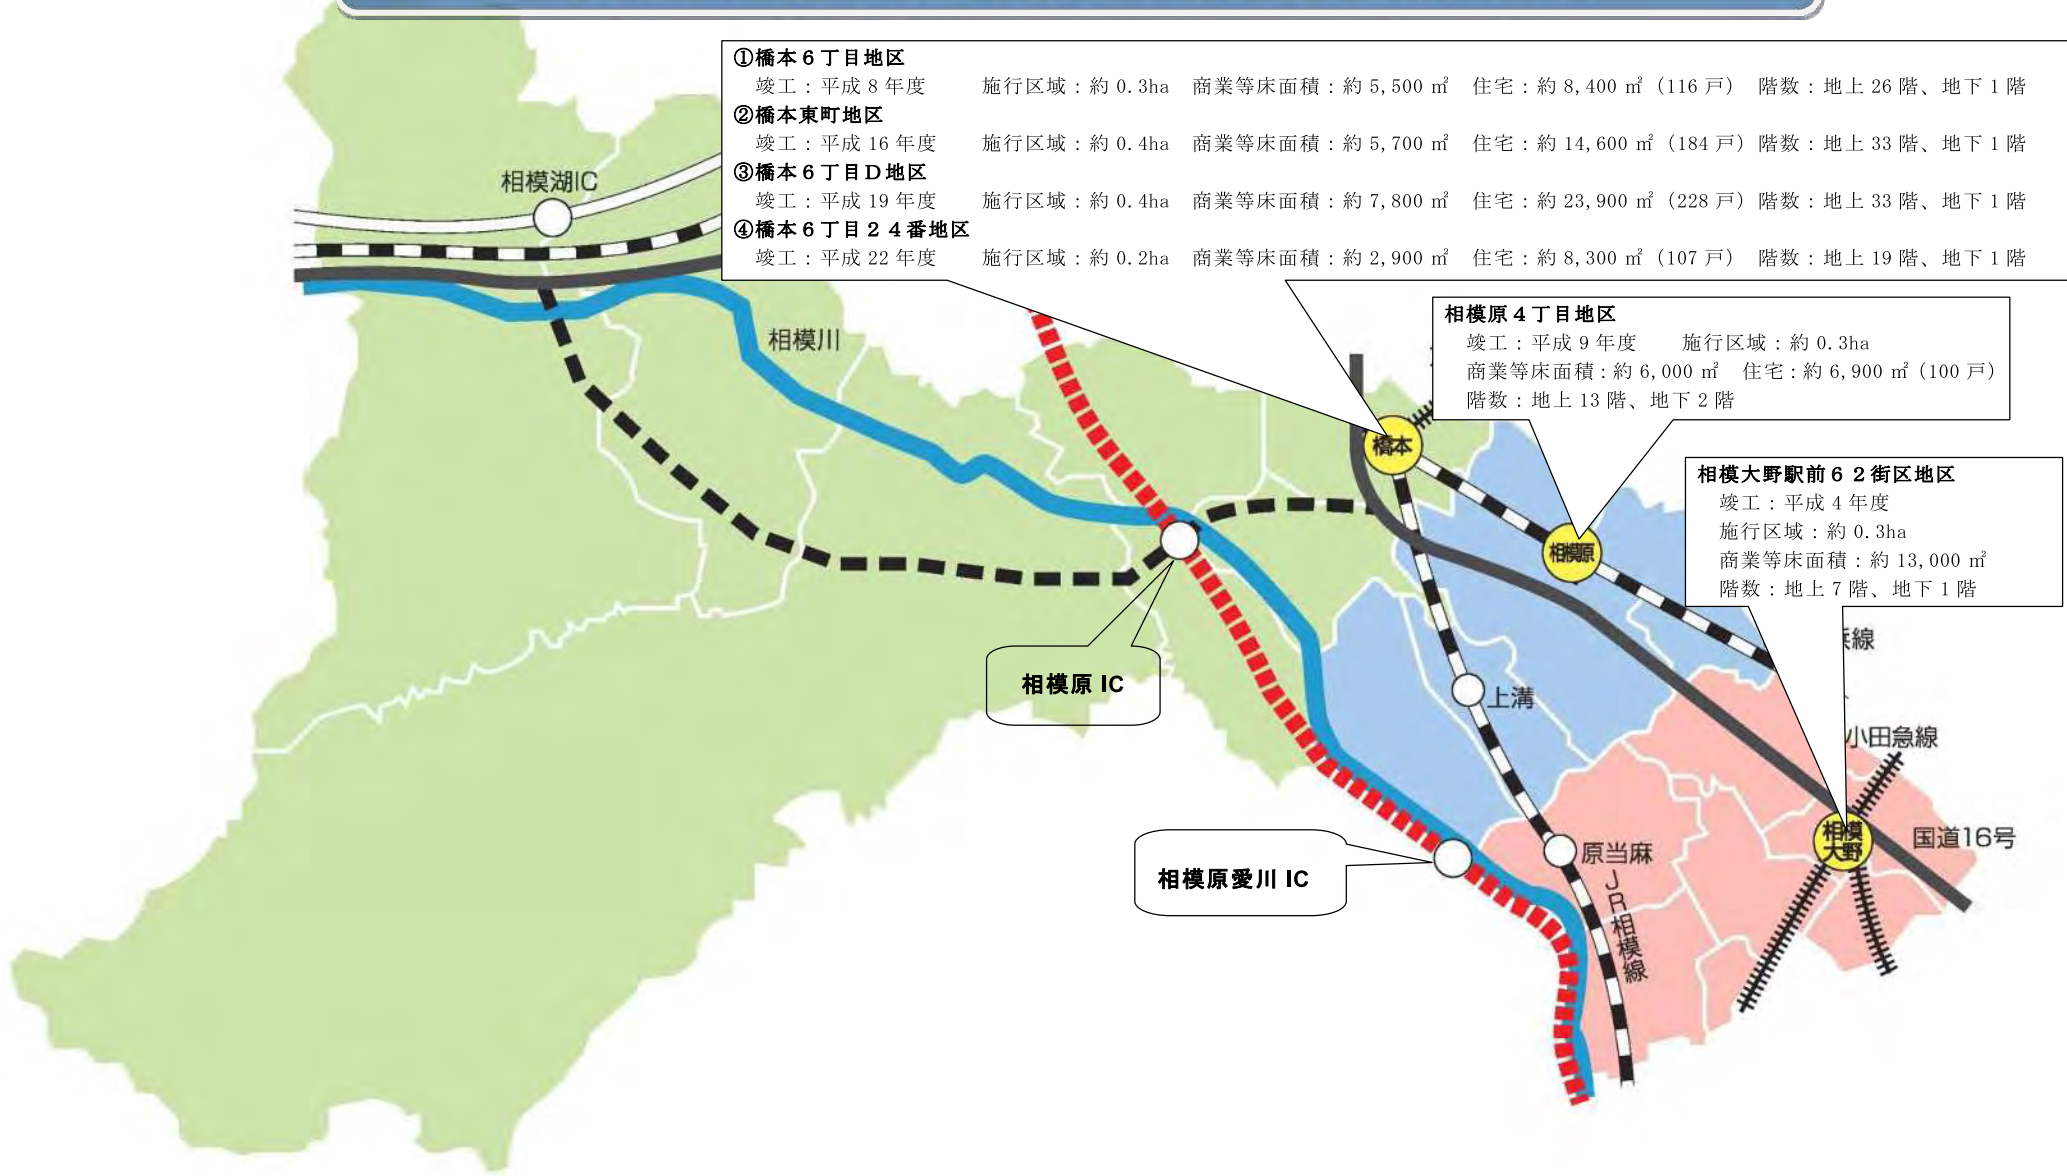 ①橋本６丁目地区
竣工：平成 8 年度 施行区域：約 0.3ha 商業等床面積：約 5,500 ㎡ 住宅：約 8,400 ㎡（116 戸） 階数：地上 26 階、地下 1 階
②橋本東町地区
竣工：平成 16 年度 施行区域：約 0.4ha 商業等床面積：約 5,700 ㎡ 住宅：約 14,600 ㎡（184 戸） 階数：地上 33 階、地下 1 階
③橋本６丁目Ｄ地区
竣工：平成 19 年度 施行区域：約 0.4ha 商業等床面積：約 7,800 ㎡ 住宅：約 23,900 ㎡（228 戸） 階数：地上 33 階、地下 1 階
④橋本６丁目２４番地区
竣工：平成 22 年度 施行区域：約 0.2ha 商業等床面積：約 2,900 ㎡ 住宅：約 8,300 ㎡（107 戸） 階数：地上 19 階、地下 1 階
相模湖IC
相模川
相模原４丁目地区
竣工：平成 9 年度 施行区域：約 0.3ha
商業等床面積：約 6,000 ㎡ 住宅：約 6,900 ㎡（100 戸）
階数：地上 13 階、地下 2 階
橋本
相模原
相模大野駅前６２街区地区
竣工：平成 4 年度
施行区域：約 0.3ha
商業等床面積：約 13,000 ㎡
階数：地上 7 階、地下 1 階
線
相模原 IC
上溝
小田急線
相模
大野
国道16号
原当麻
JR相模線
相模原愛川 IC